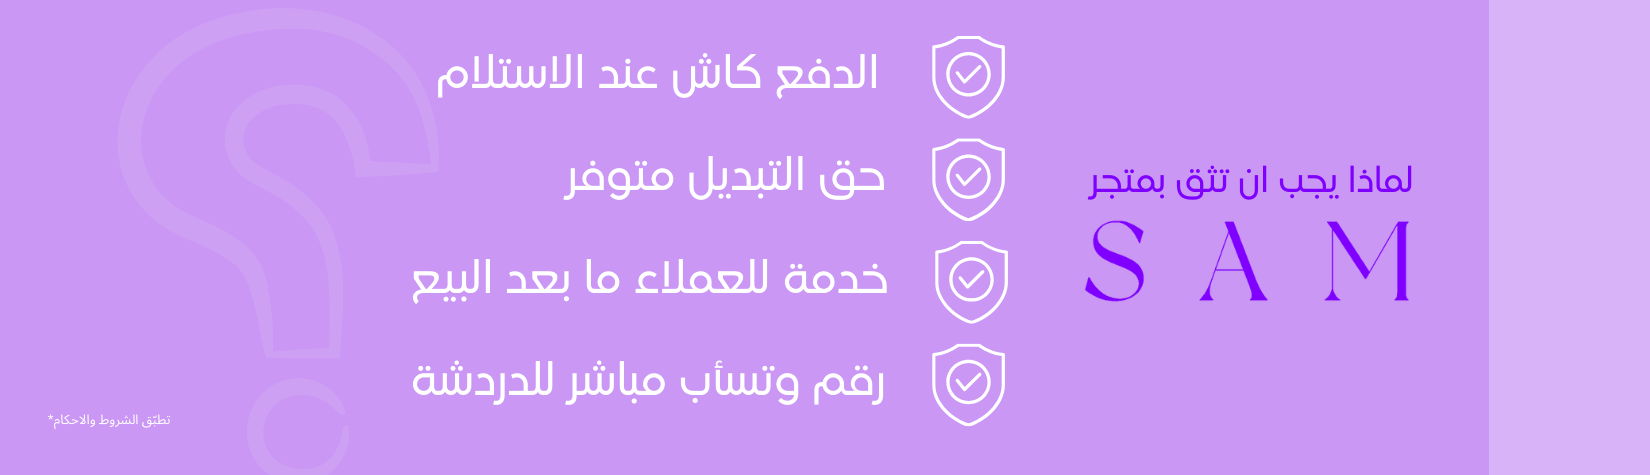 لماذا يجب ان تثق بمتجر
SAM
الدفع كاش عند الاستلام
حق التبديل متوفر
خدمة للعملاء ما بعد البيع
رقم وتسأب مباشر للدردشة
تطبّق الشروط والاحكام*